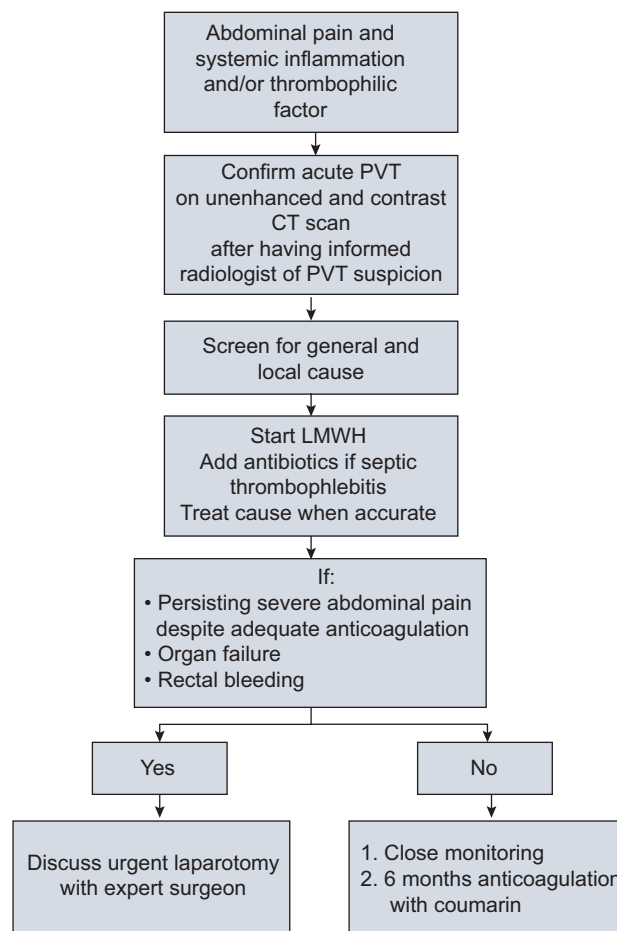 Abdominal pain and
systemic inflammation
and/or thrombophilic
factor
Confirm acute PVT
on unenhanced and contrast
CT scan
after having informed
radiologist of PVT suspicion
Screen for general and
local cause
Start LMWH
Add antibiotics if septic
thrombophlebitis
Treat cause when accurate
If:
• Persisting severe abdominal pain
despite adequate anticoagulation
• Organ failure
• Rectal bleeding
Yes
No
Discuss urgent laparotomy
with expert surgeon
1. Close monitoring
2. 6 months anticoagulation
with coumarin